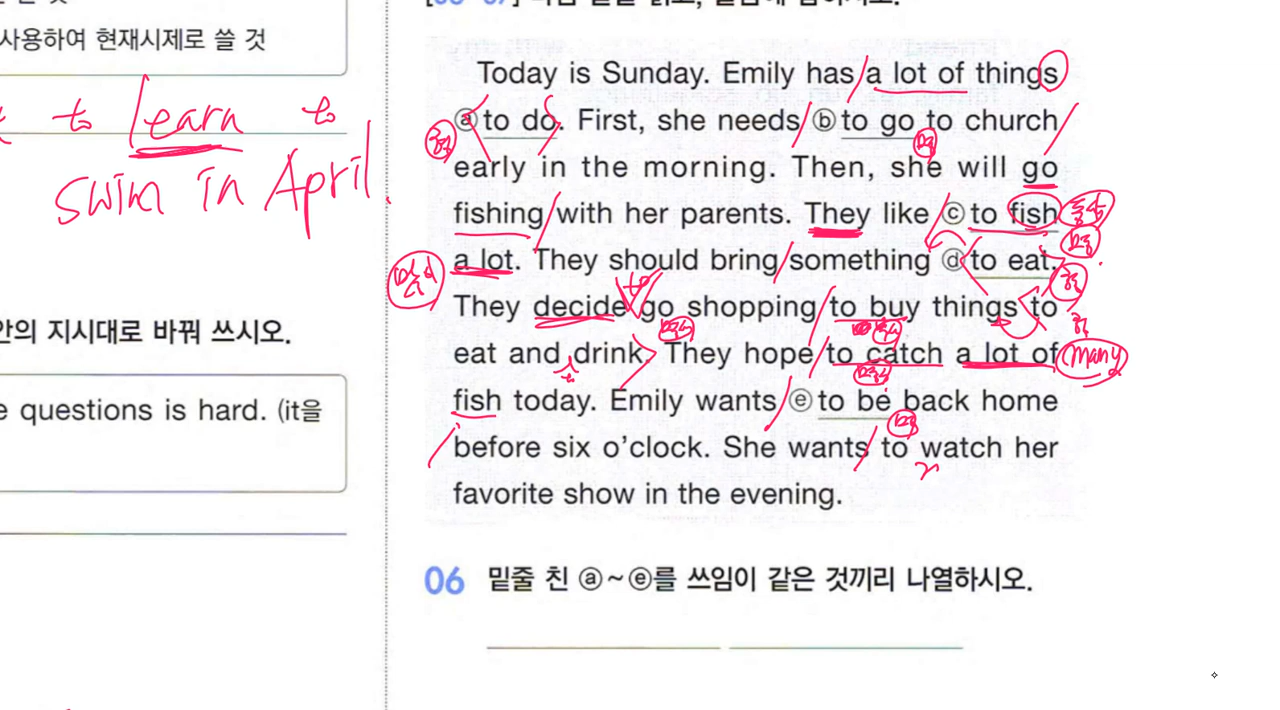 사용하여 현재시제로 쓸 것
to learn to
swim in April.
안의 지시대로 바꿔 쓰시오.
e questions is hard. (it을
Today is Sunday. Emily has a lot of things
ⓐ to do. First, she needs ⓑ to go to church
early in the morning. Then, she will go
fishing with her parents. They like ⓒ to fish
a lot. They should bring something ⓓ to eat.
They decide to go shopping to buy things to
eat and drink. They hope to catch a lot of many
fish today. Emily wants ⓔ to be back home
before six o'clock. She wants to watch her
favorite show in the evening.
06 밑줄 친 ⓐ~ⓔ를 쓰임이 같은 것끼리 나열하시오.